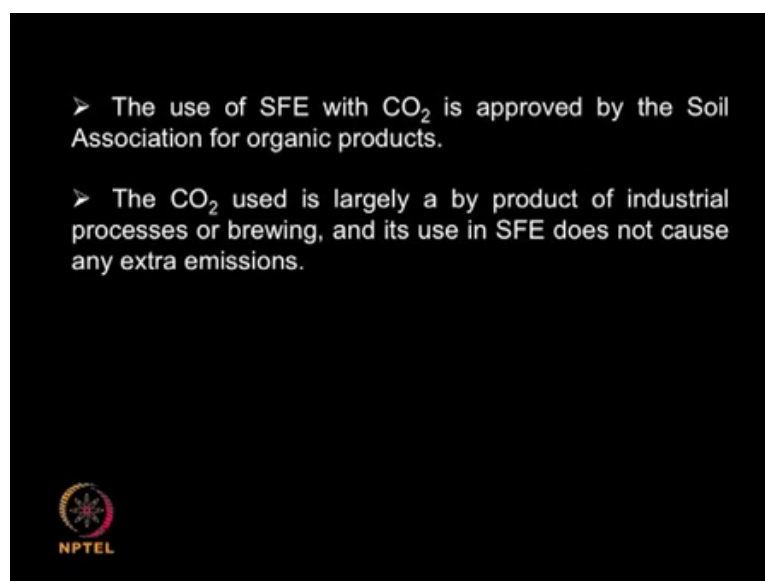 ➢ The use of SFE with CO₂ is approved by the Soil
Association for organic products.
➢ The CO₂ used is largely a by product of industrial
processes or brewing, and its use in SFE does not cause
any extra emissions.
NPTEL